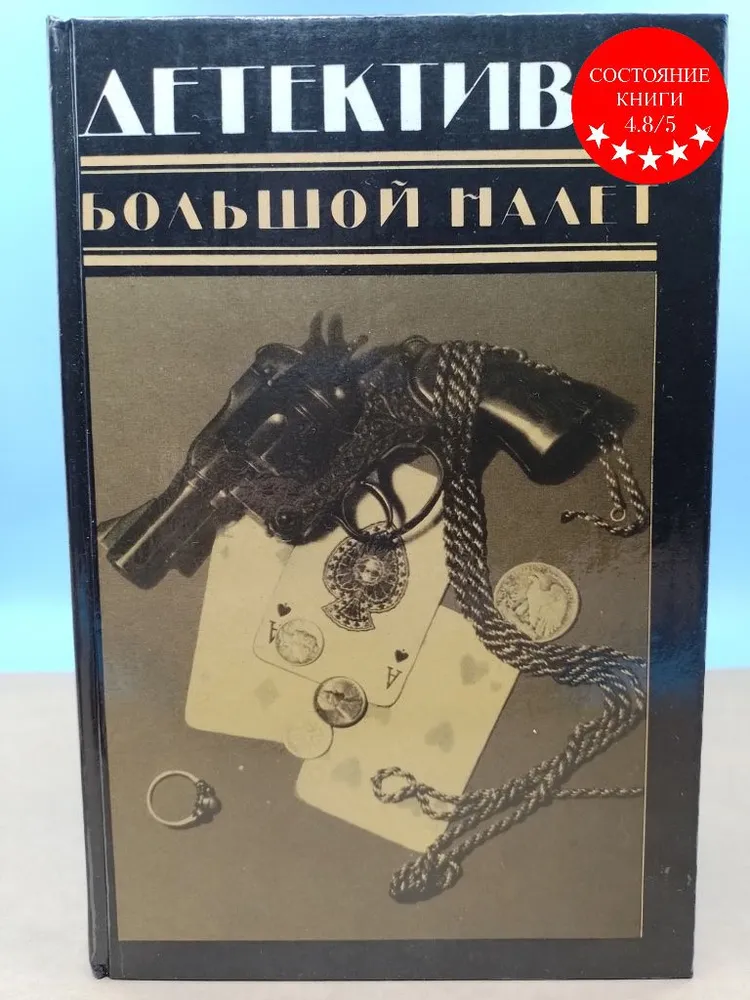 ДЕТЕКТИВ
БОЛЬШОЙ НАЛЕТ
СОСТОЯНИЕ
КНИГИ
4.8/5
A
A